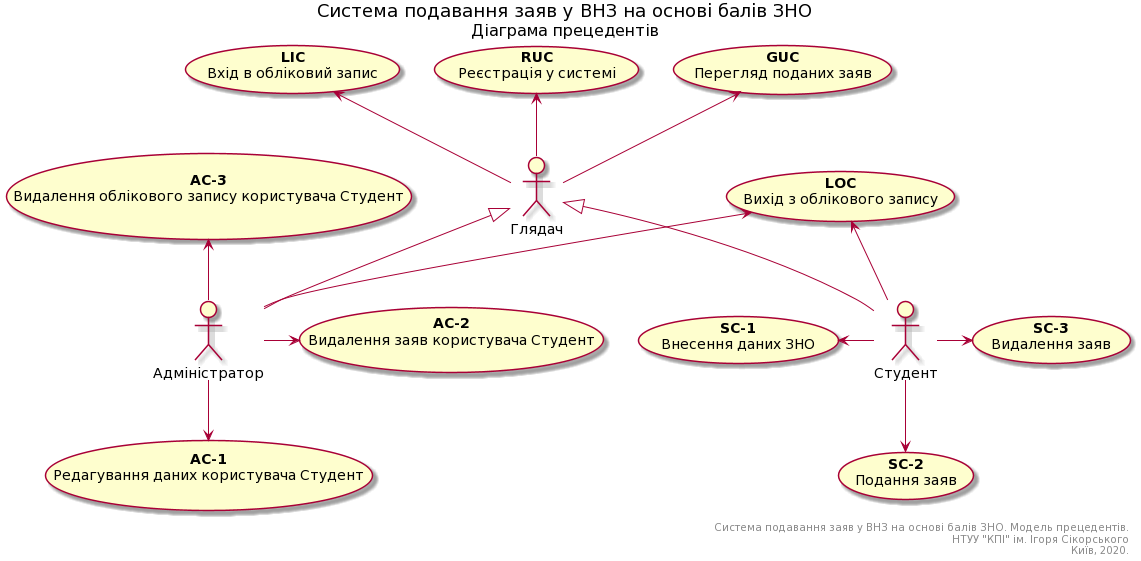 Система подавання заяв у ВНЗ на основі балів ЗНО
Діаграма прецедентів
LIC
Вхід в обліковий запис
RUC
Реєстрація у системі
GUC
Перегляд поданих заяв
AC-3
Видалення облікового запису користувача Студент
LOC
Вихід з облікового запису
Глядач
AC-2
Видалення заяв користувача Студент
SC-1
Внесення даних ЗНО
SC-3
Видалення заяв
Адміністратор
Студент
AC-1
Редагування даних користувача Студент
SC-2
Подання заяв
Система подавання заяв у ВНЗ на основі балів ЗНО. Модель прецедентів.
НТУУ "КПІ" ім. Ігоря Сікорського
Київ, 2020.